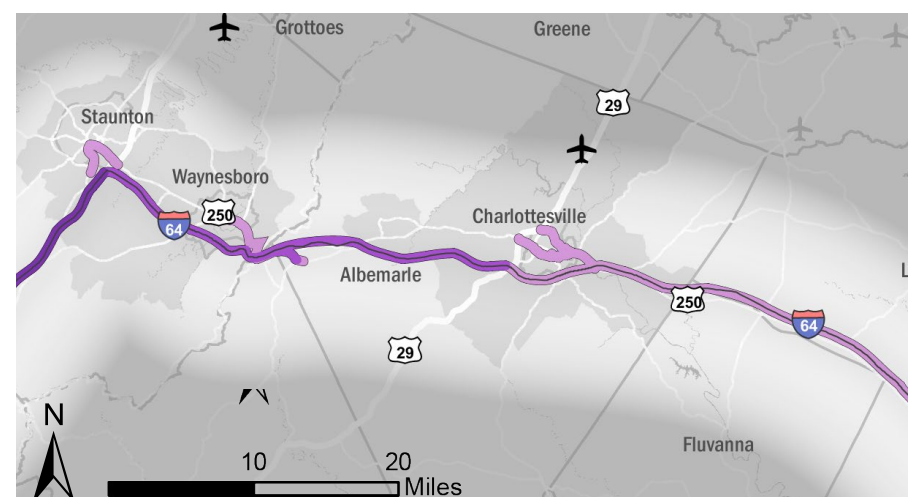 Grottoes
Greene
29
Staunton
Waynesboro
250
64
Charlottesville
Albemarle
250
64
L
29
Fluvanna
N
10
20
Miles